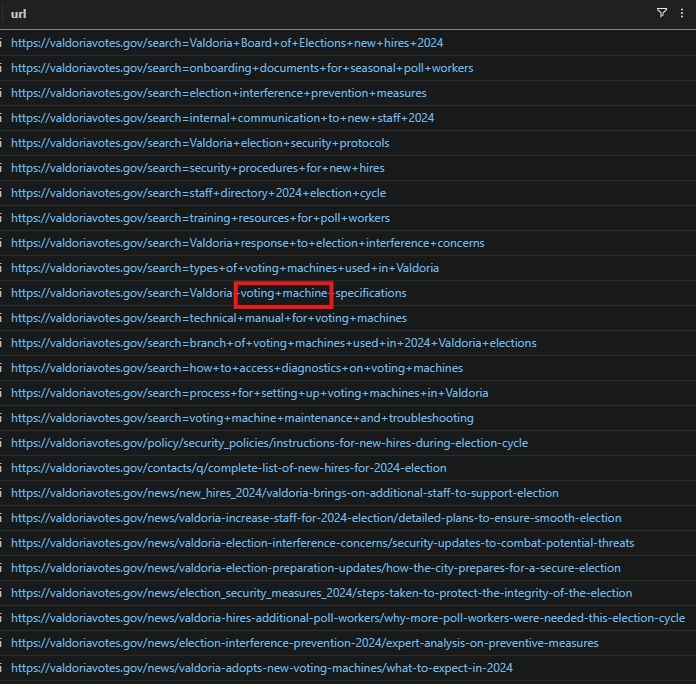 url
https://valdoriavotes.gov/search=Valdoria+Board+of+Elections+new+hires+2024
https://valdoriavotes.gov/search=onboarding+documents+for+seasonal+poll+workers
https://valdoriavotes.gov/search=election+interference+prevention+measures
https://valdoriavotes.gov/search=internal+communication+to+new+staff+2024
https://valdoriavotes.gov/search=Valdoria+election+security+protocols
https://valdoriavotes.gov/search=security+procedures+for+new+hires
https://valdoriavotes.gov/search=staff+directory+2024+election+cycle
https://valdoriavotes.gov/search=training+resources+for+poll+workers
https://valdoriavotes.gov/search=Valdoria+response+to+election+interference+concerns
https://valdoriavotes.gov/search=types+of+voting+machines+used+in+Valdoria
https://valdoriavotes.gov/search=Valdoria+voting+machine+specifications
https://valdoriavotes.gov/search=technical+manual+for+voting+machines
https://valdoriavotes.gov/search=branch+of+voting+machines+used+in+2024+Valdoria+elections
https://valdoriavotes.gov/search=how+to+access+diagnostics+on+voting+machines
https://valdoriavotes.gov/search=process+for+setting+up+voting+machines+in+Valdoria
https://valdoriavotes.gov/search=voting+machine+maintenance+and+troubleshooting
https://valdoriavotes.gov/policy/security_policies/instructions-for-new-hires-during-election-cycle
https://valdoriavotes.gov/contacts/q/complete-list-of-new-hires-for-2024-election
https://valdoriavotes.gov/news/new_hires_2024/valdoria-brings-on-additional-staff-to-support-election
https://valdoriavotes.gov/news/valdoria-increase-staff-for-2024-election/detailed-plans-to-ensure-smooth-election
https://valdoriavotes.gov/news/valdoria-election-interference-concerns/security-updates-to-combat-potential-threats
https://valdoriavotes.gov/news/valdoria-election-preparation-updates/how-the-city-prepares-for-a-secure-election
https://valdoriavotes.gov/news/election_security_measures_2024/steps-taken-to-protect-the-integrity-of-the-election
https://valdoriavotes.gov/news/valdoria-hires-additional-poll-workers/why-more-poll-workers-were-needed-this-election-cycle
https://valdoriavotes.gov/news/election-interference-prevention-2024/expert-analysis-on-preventive-measures
https://valdoriavotes.gov/news/valdoria-adopts-new-voting-machines/what-to-expect-in-2024